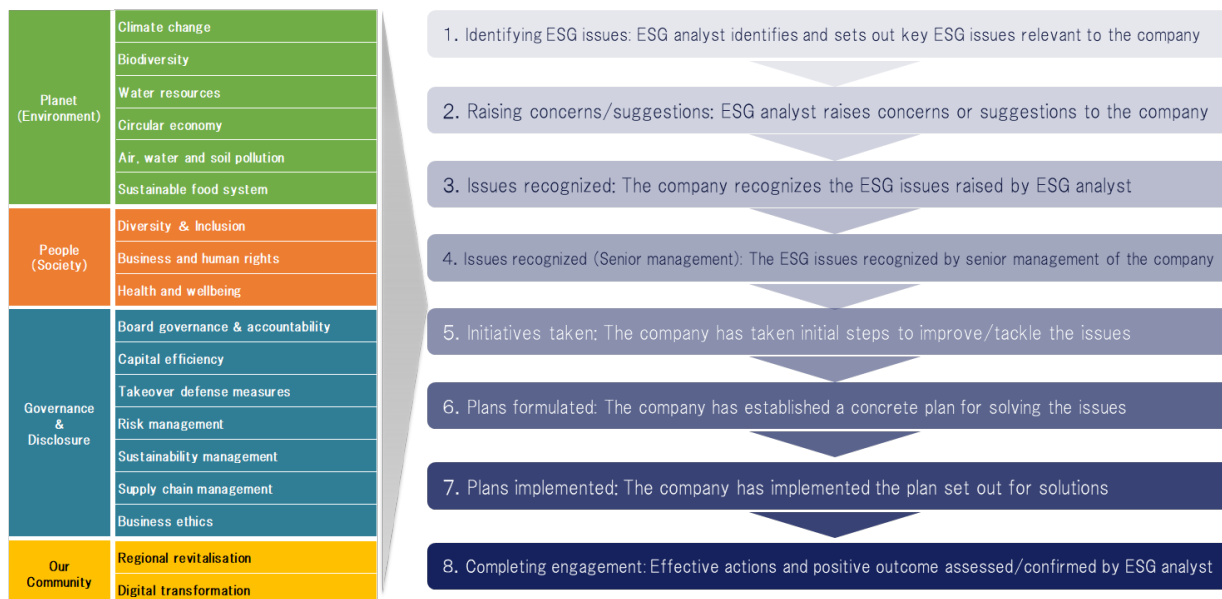 Planet
(Environment)
Climate change
Biodiversity
Water resources
Circular economy
Air, water and soil pollution
Sustainable food system
People
(Society)
Diversity & Inclusion
Business and human rights
Health and wellbeing
Governance
&
Disclosure
Board governance & accountability
Capital efficiency
Takeover defense measures
Risk management
Sustainability management
Supply chain management
Business ethics
Our
Community
Regional revitalisation
Digital transformation
1. Identifying ESG issues: ESG analyst identifies and sets out key ESG issues relevant to the company
2. Raising concerns/suggestions: ESG analyst raises concerns or suggestions to the company
3. Issues recognized: The company recognizes the ESG issues raised by ESG analyst
4. Issues recognized (Senior management): The ESG issues recognized by senior management of the company
5. Initiatives taken: The company has taken initial steps to improve/tackle the issues
6. Plans formulated: The company has established a concrete plan for solving the issues
7. Plans implemented: The company has implemented the plan set out for solutions
8. Completing engagement: Effective actions and positive outcome assessed/confirmed by ESG analyst